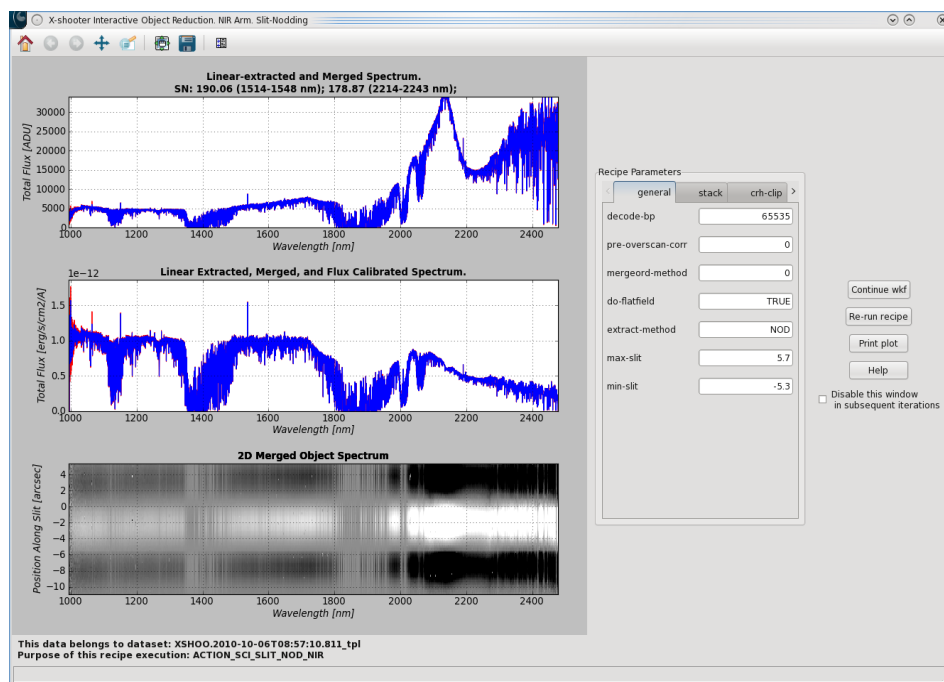 X-shooter Interactive Object Reduction. NIR Arm. Slit-Nodding
Linear-extracted and Merged Spectrum.
SN: 190.06 (1514-1548 nm); 178.87 (2214-2243 nm);
Total Flux [ADU]
30000
25000
20000
15000
10000
5000
0
1000 1200 1400 1600 1800 2000 2200 2400
Wavelength [nm]
1e-12
Linear Extracted, Merged, and Flux Calibrated Spectrum.
Total Flux [erg/s/cm2/A]
1.5
1.0
0.5
0.0
1000 1200 1400 1600 1800 2000 2200 2400
Wavelength [nm]
2D Merged Object Spectrum
Position Along Slit [arcsec]
4
2
0
−2
−4
−6
−8
−10
1000 1200 1400 1600 1800 2000 2200 2400
Wavelength [nm]
Recipe Parameters
general stack crh-clip
decode-bp 65535
pre-overscan-corr 0
mergeord-method 0
do-flatfield TRUE
extract-method NOD
max-slit 5.7
min-slit -5.3
Continue wkf
Re-run recipe
Print plot
Help
Disable this window
in subsequent iterations
This data belongs to dataset: XSHOO.2010-10-06T08:57:10.811_tpl
Purpose of this recipe execution: ACTION_SCI_SLIT_NOD_NIR